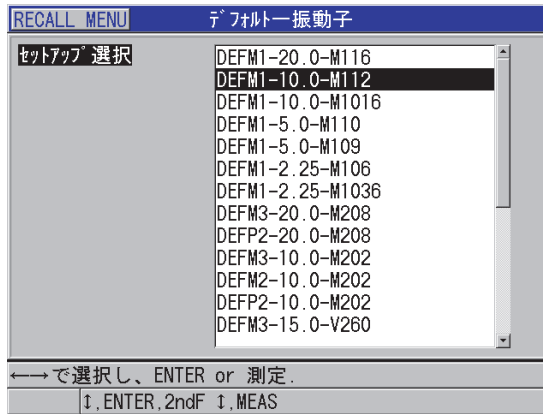 RECALL MENU ﾃﾞﾌｫﾙﾄー振動子
ｾｯﾄｱｯﾌﾟ選択
DEFM1-20.0-M116
DEFM1-10.0-M112
DEFM1-10.0-M1016
DEFM1-5.0-M110
DEFM1-5.0-M109
DEFM1-2.25-M106
DEFM1-2.25-M1036
DEFM3-20.0-M208
DEFP2-20.0-M208
DEFM3-10.0-M202
DEFM2-10.0-M202
DEFP2-10.0-M202
DEFM3-15.0-V260
←→で選択し、ENTER or 測定.
↕,ENTER,2ndF ↕,MEAS